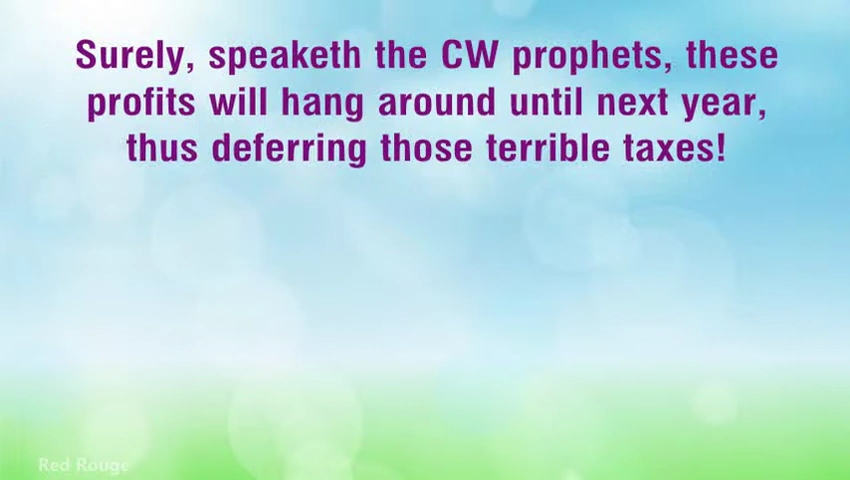 Surely, speaketh the CW prophets, these
profits will hang around until next year,
thus deferring those terrible taxes!
Red Rouge